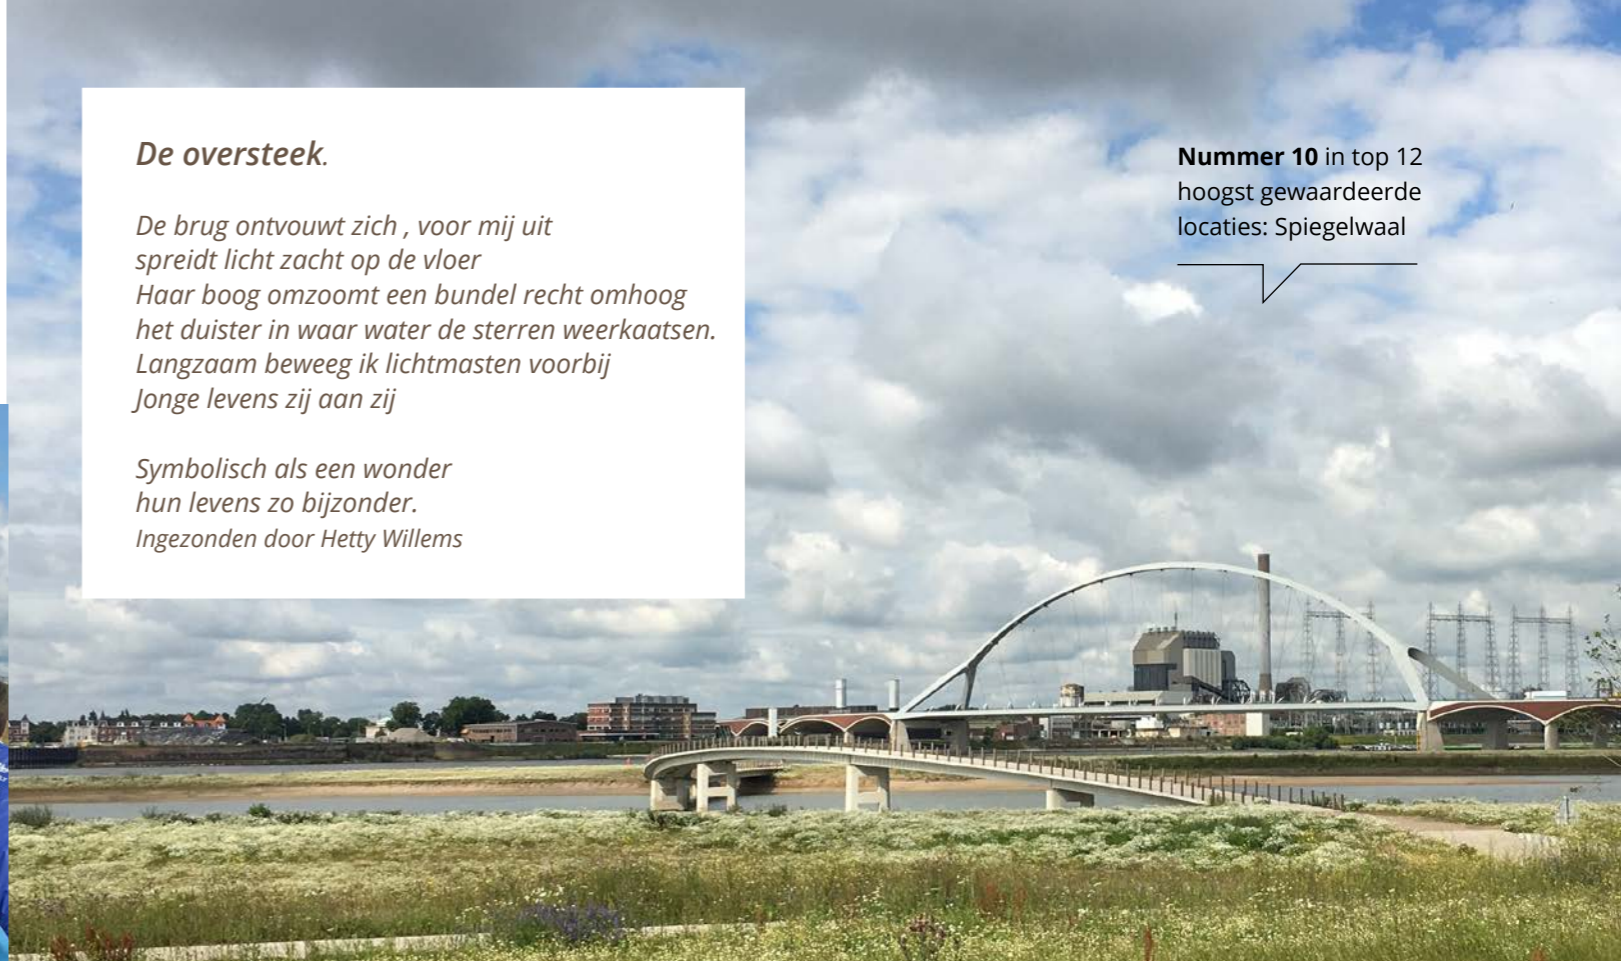 De oversteek.
De brug ontvouwt zich , voor mij uit
spreidt licht zacht op de vloer
Haar boog omzoomt een bundel recht omhoog
het duister in waar water de sterren weerkaatsen.
Langzaam beweeg ik lichtmasten voorbij
Jonge levens zij aan zij
Symbolisch als een wonder
hun levens zo bijzonder.
Ingezonden door Hetty Willems
Nummer 10 in top 12
hoogst gewaardeerde
locaties: Spiegelwaal